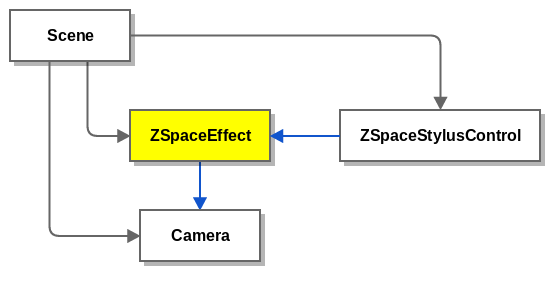 Scene
ZSpaceEffect
ZSpaceStylusControl
Camera